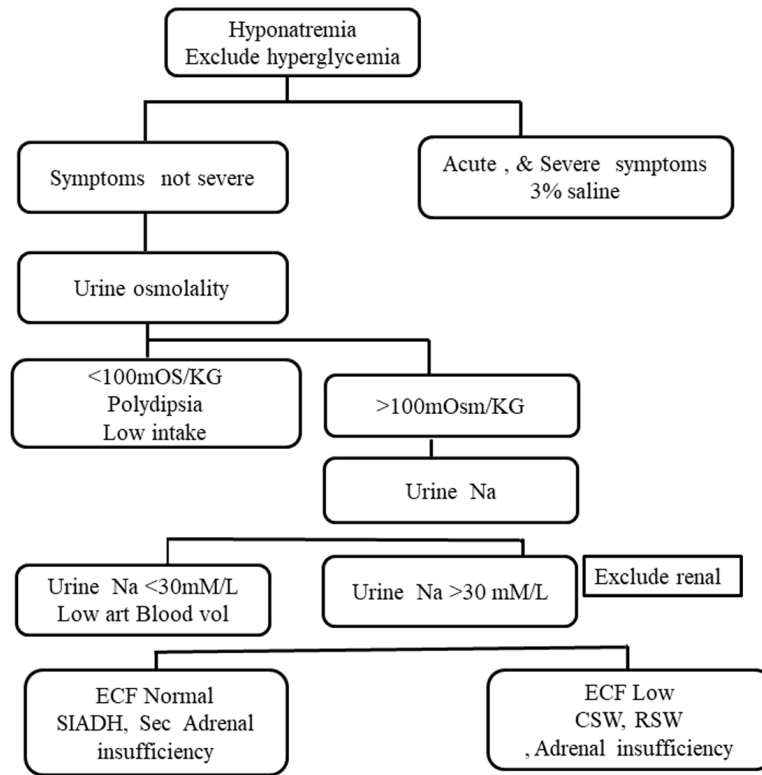 Hyponatremia
Exclude hyperglycemia
Symptoms not severe
Acute , & Severe symptoms
3% saline
Urine osmolality
<100mOS/KG
Polydipsia
Low intake
>100mOsm/KG
Urine Na
Urine Na <30mM/L
Low art Blood vol
Urine Na >30 mM/L
Exclude renal
ECF Normal
SIADH, Sec Adrenal
insufficiency
ECF Low
CSW, RSW
, Adrenal insufficiency